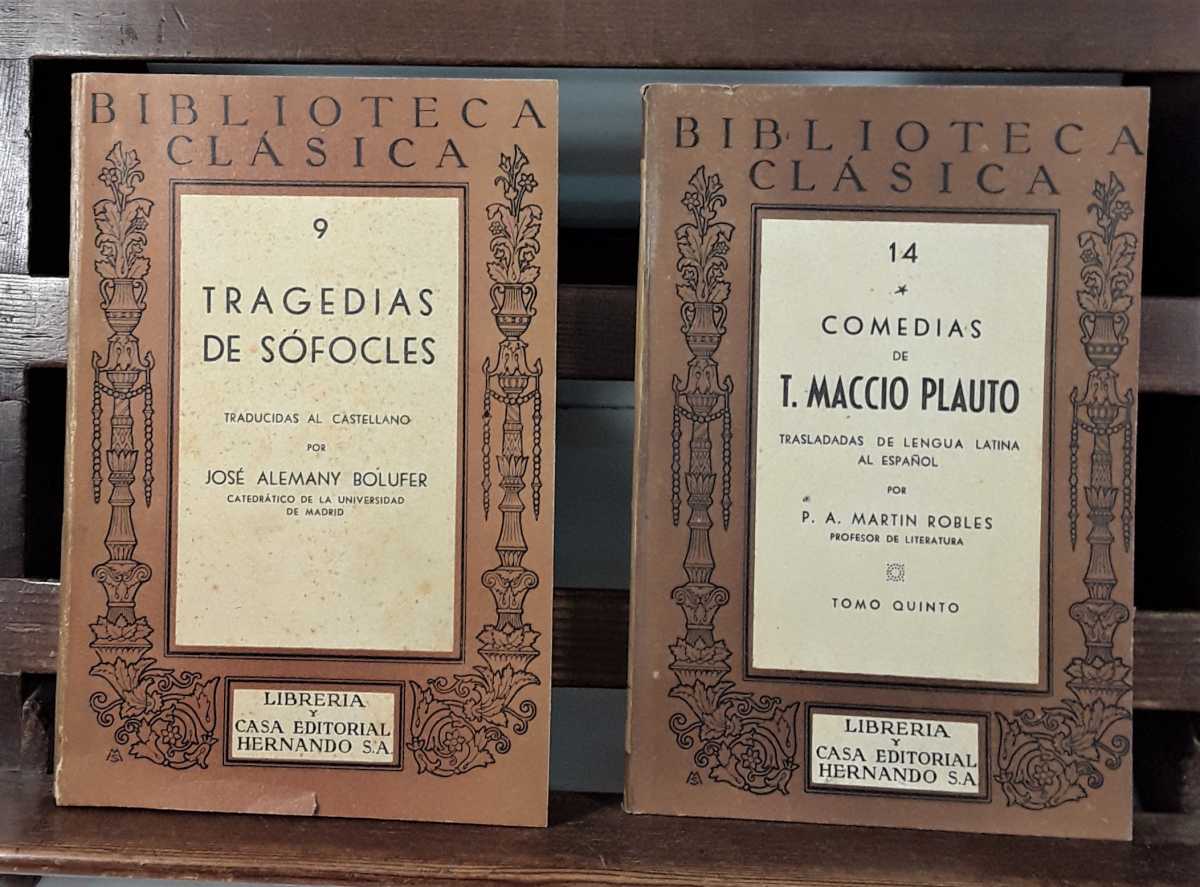 BIBLIOTECA
CLÁSICA
9
TRAGEDIAS
DE SÓFOCLES
TRADUCIDAS AL CASTELLANO
POR
JOSÉ ALEMANY BOLUFER
CATEDRÁTICO DE LA UNIVERSIDAD
DE MADRID
LIBRERIA
Y
CASA EDITORIAL
HERNANDO S.A.
BIBLIOTECA
CLÁSICA
14
COMEDIAS
DE
T. MACCIO PLAUTO
TRASLADADAS DE LENGUA LATINA
AL ESPAÑOL
POR
P. A. MARTIN ROBLES
PROFESOR DE LITERATURA
TOMO QUINTO
LIBRERIA
Y
CASA EDITORIAL
HERNANDO S.A